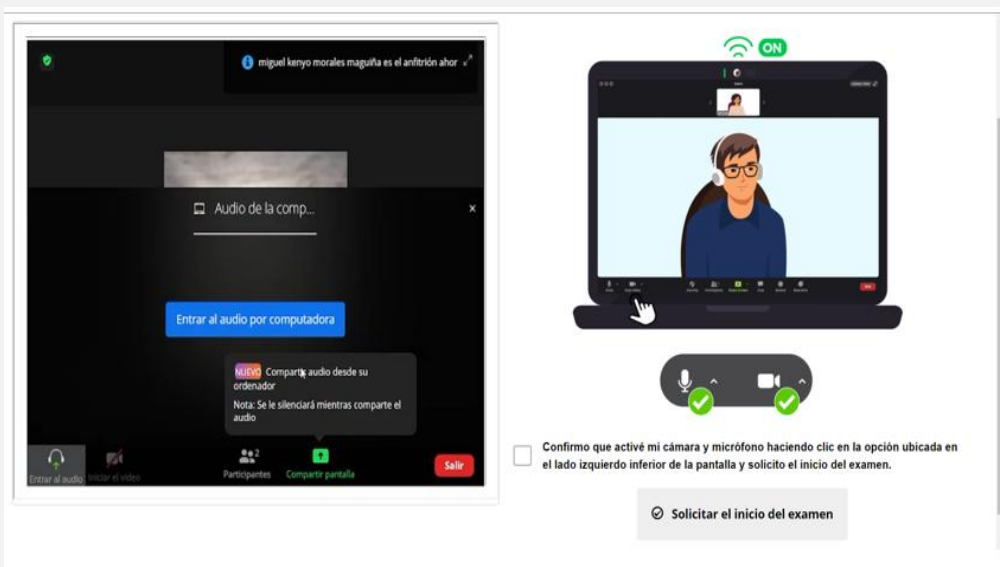 miguel kenyo morales maguiña es el anfitrión ahor
Audio de la comp...
Entrar al audio por computadora
NUEVO Compartir audio desde su
ordenador
Nota: Se le silenciará mientras comparte el
audio
Entrar al audio
Iniciar el video
2
Participantes
Compartir pantalla
Salir
ON
Confirmo que activé mi cámara y micrófono haciendo clic en la opción ubicada en
el lado izquierdo inferior de la pantalla y solicito el inicio del examen.
Solicitar el inicio del examen